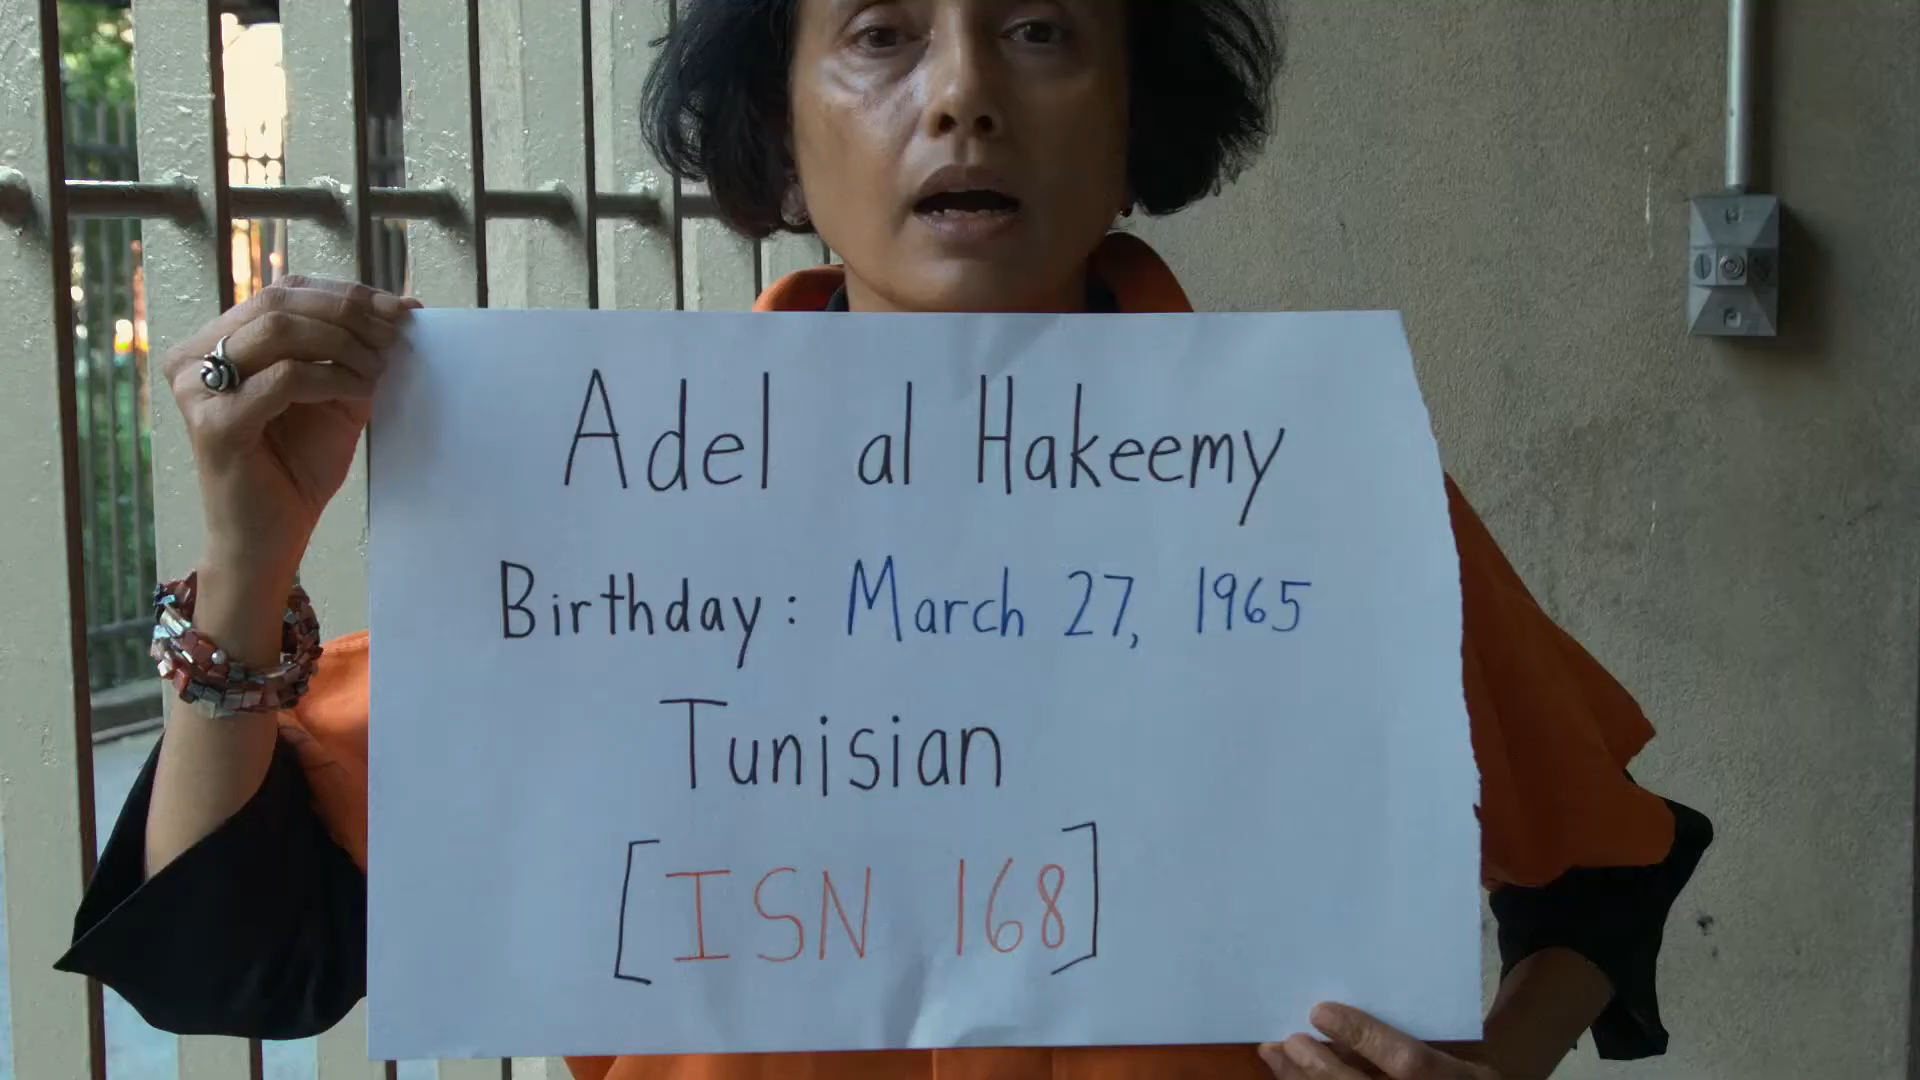 Adel al Hakeemy
Birthday: March 27, 1965
Tunisian
[ISN 168]